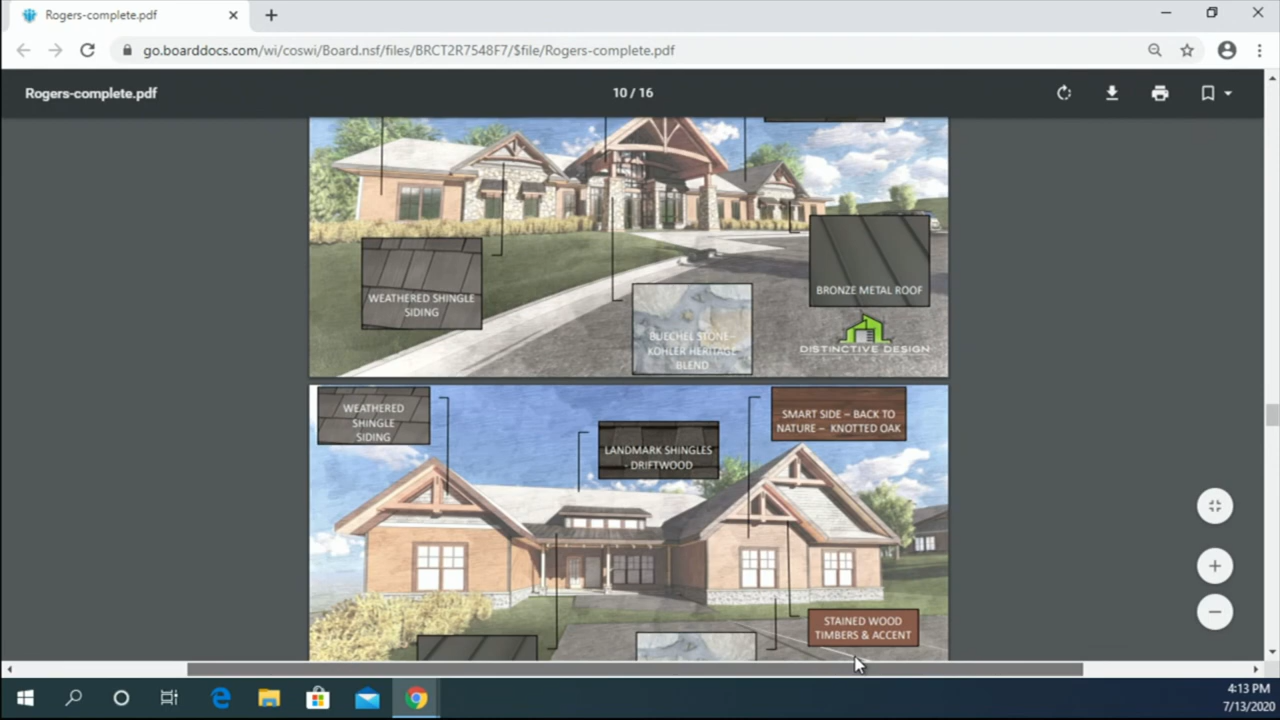 Rogers-complete.pdf
go.boarddocs.com/wi/coswi/Board.nsf/files/BRCT2R7548F7/$file/Rogers-complete.pdf
Rogers-complete.pdf
10 / 16
WEATHERED SHINGLE
SIDING
BUECHEL STONE -
KOHLER HERITAGE
BLEND
BRONZE METAL ROOF
DISTINCTIVE DESIGN
WEATHERED
SHINGLE
SIDING
LANDMARK SHINGLES
- DRIFTWOOD
SMART SIDE – BACK TO
NATURE – KNOTTED OAK
STAINED WOOD
TIMBERS & ACCENT
4:13 PM
7/13/2020